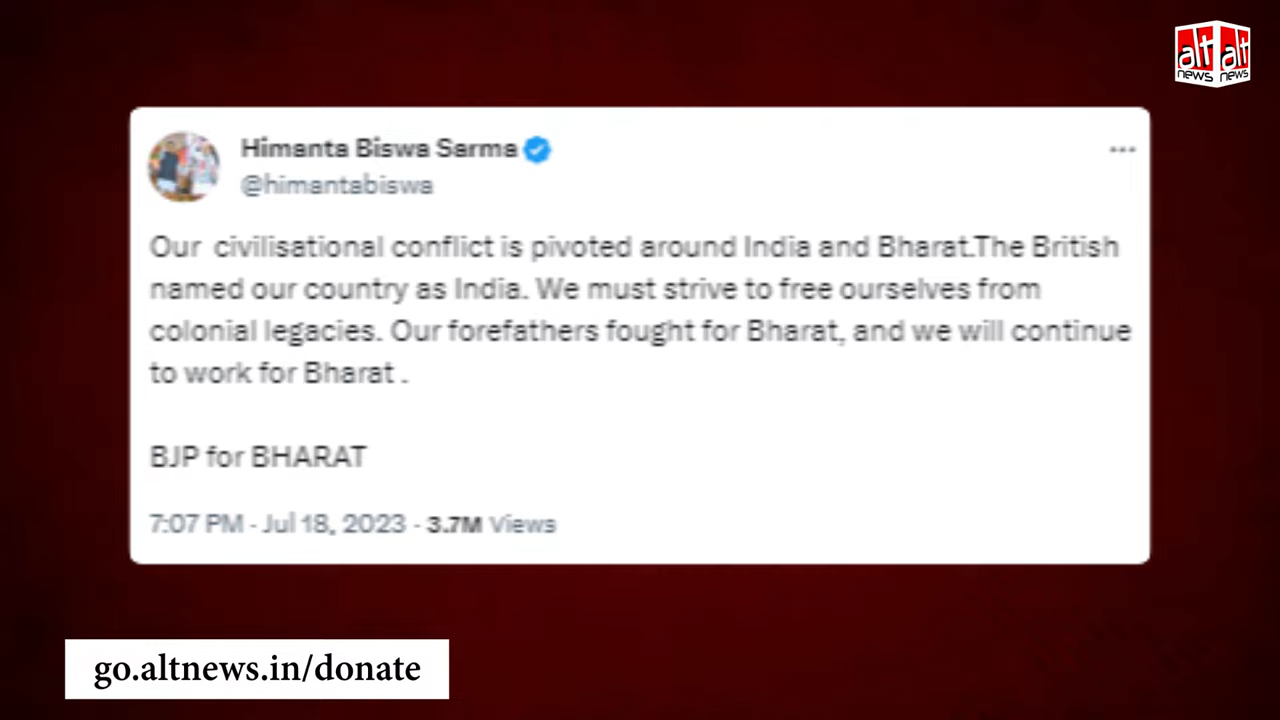 alt alt
news news
Himanta Biswa Sarma
@himantabiswa
Our civilisational conflict is pivoted around India and Bharat.The British
named our country as India. We must strive to free ourselves from
colonial legacies. Our forefathers fought for Bharat, and we will continue
to work for Bharat .
BJP for BHARAT
7:07 PM - Jul 18, 2023 - 3.7M Views
go.altnews.in/donate